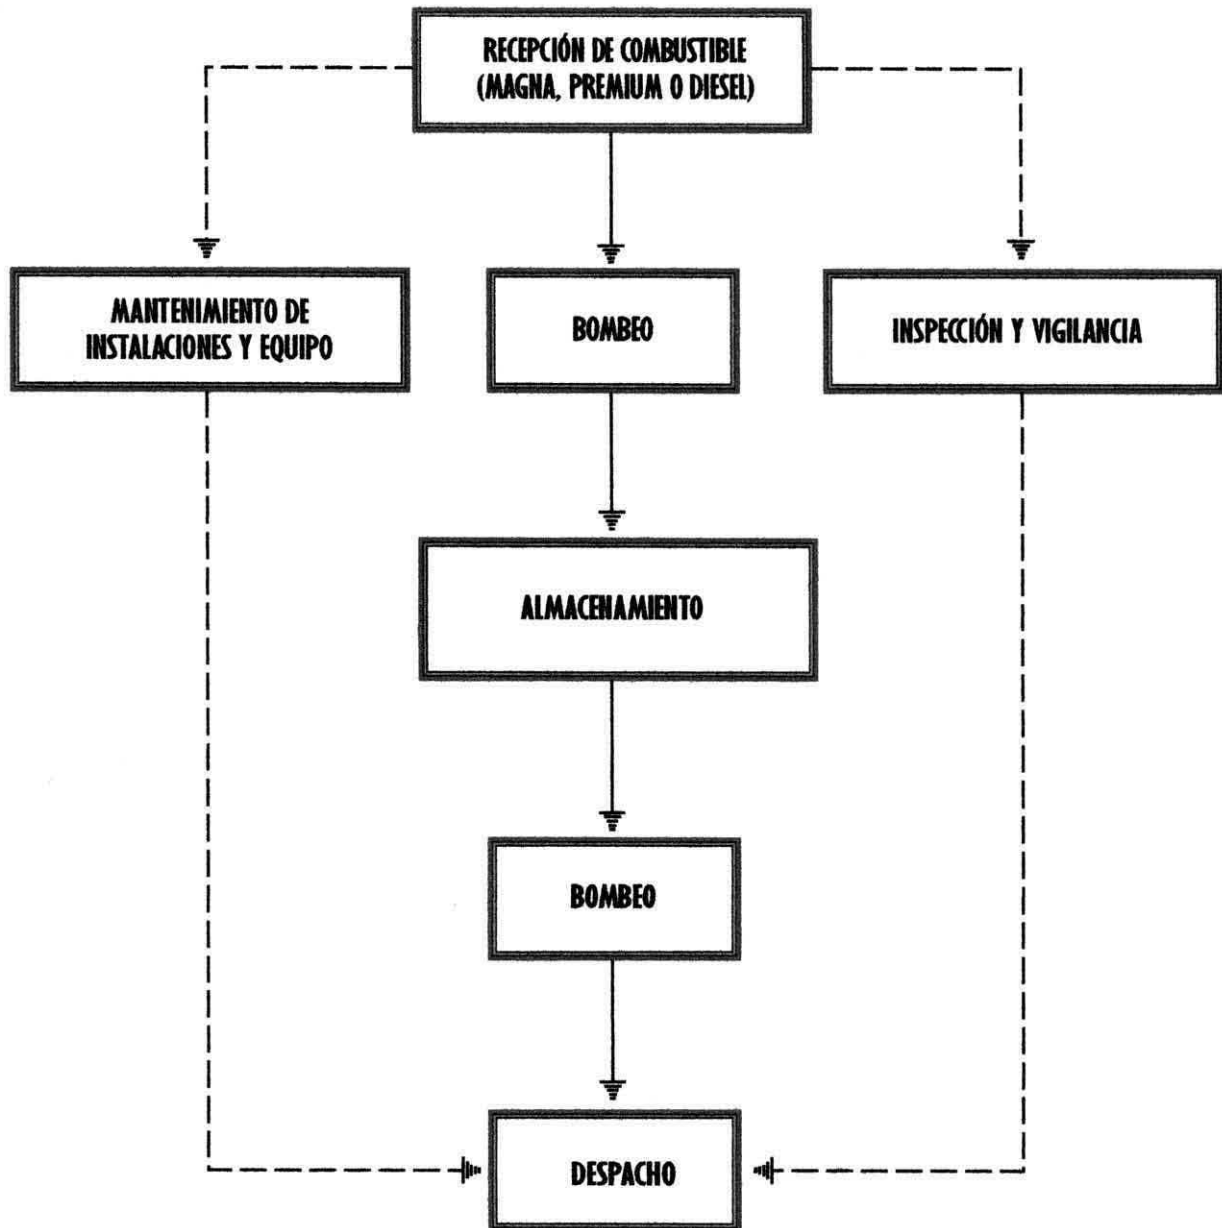 RECEPCIÓN DE COMBUSTIBLE
(MAGNA, PREMIUM O DIESEL)
MANTENIMIENTO DE
INSTALACIONES Y EQUIPO
BOMBEO
INSPECCIÓN Y VIGILANCIA
ALMACENAMIENTO
BOMBEO
DESPACHO